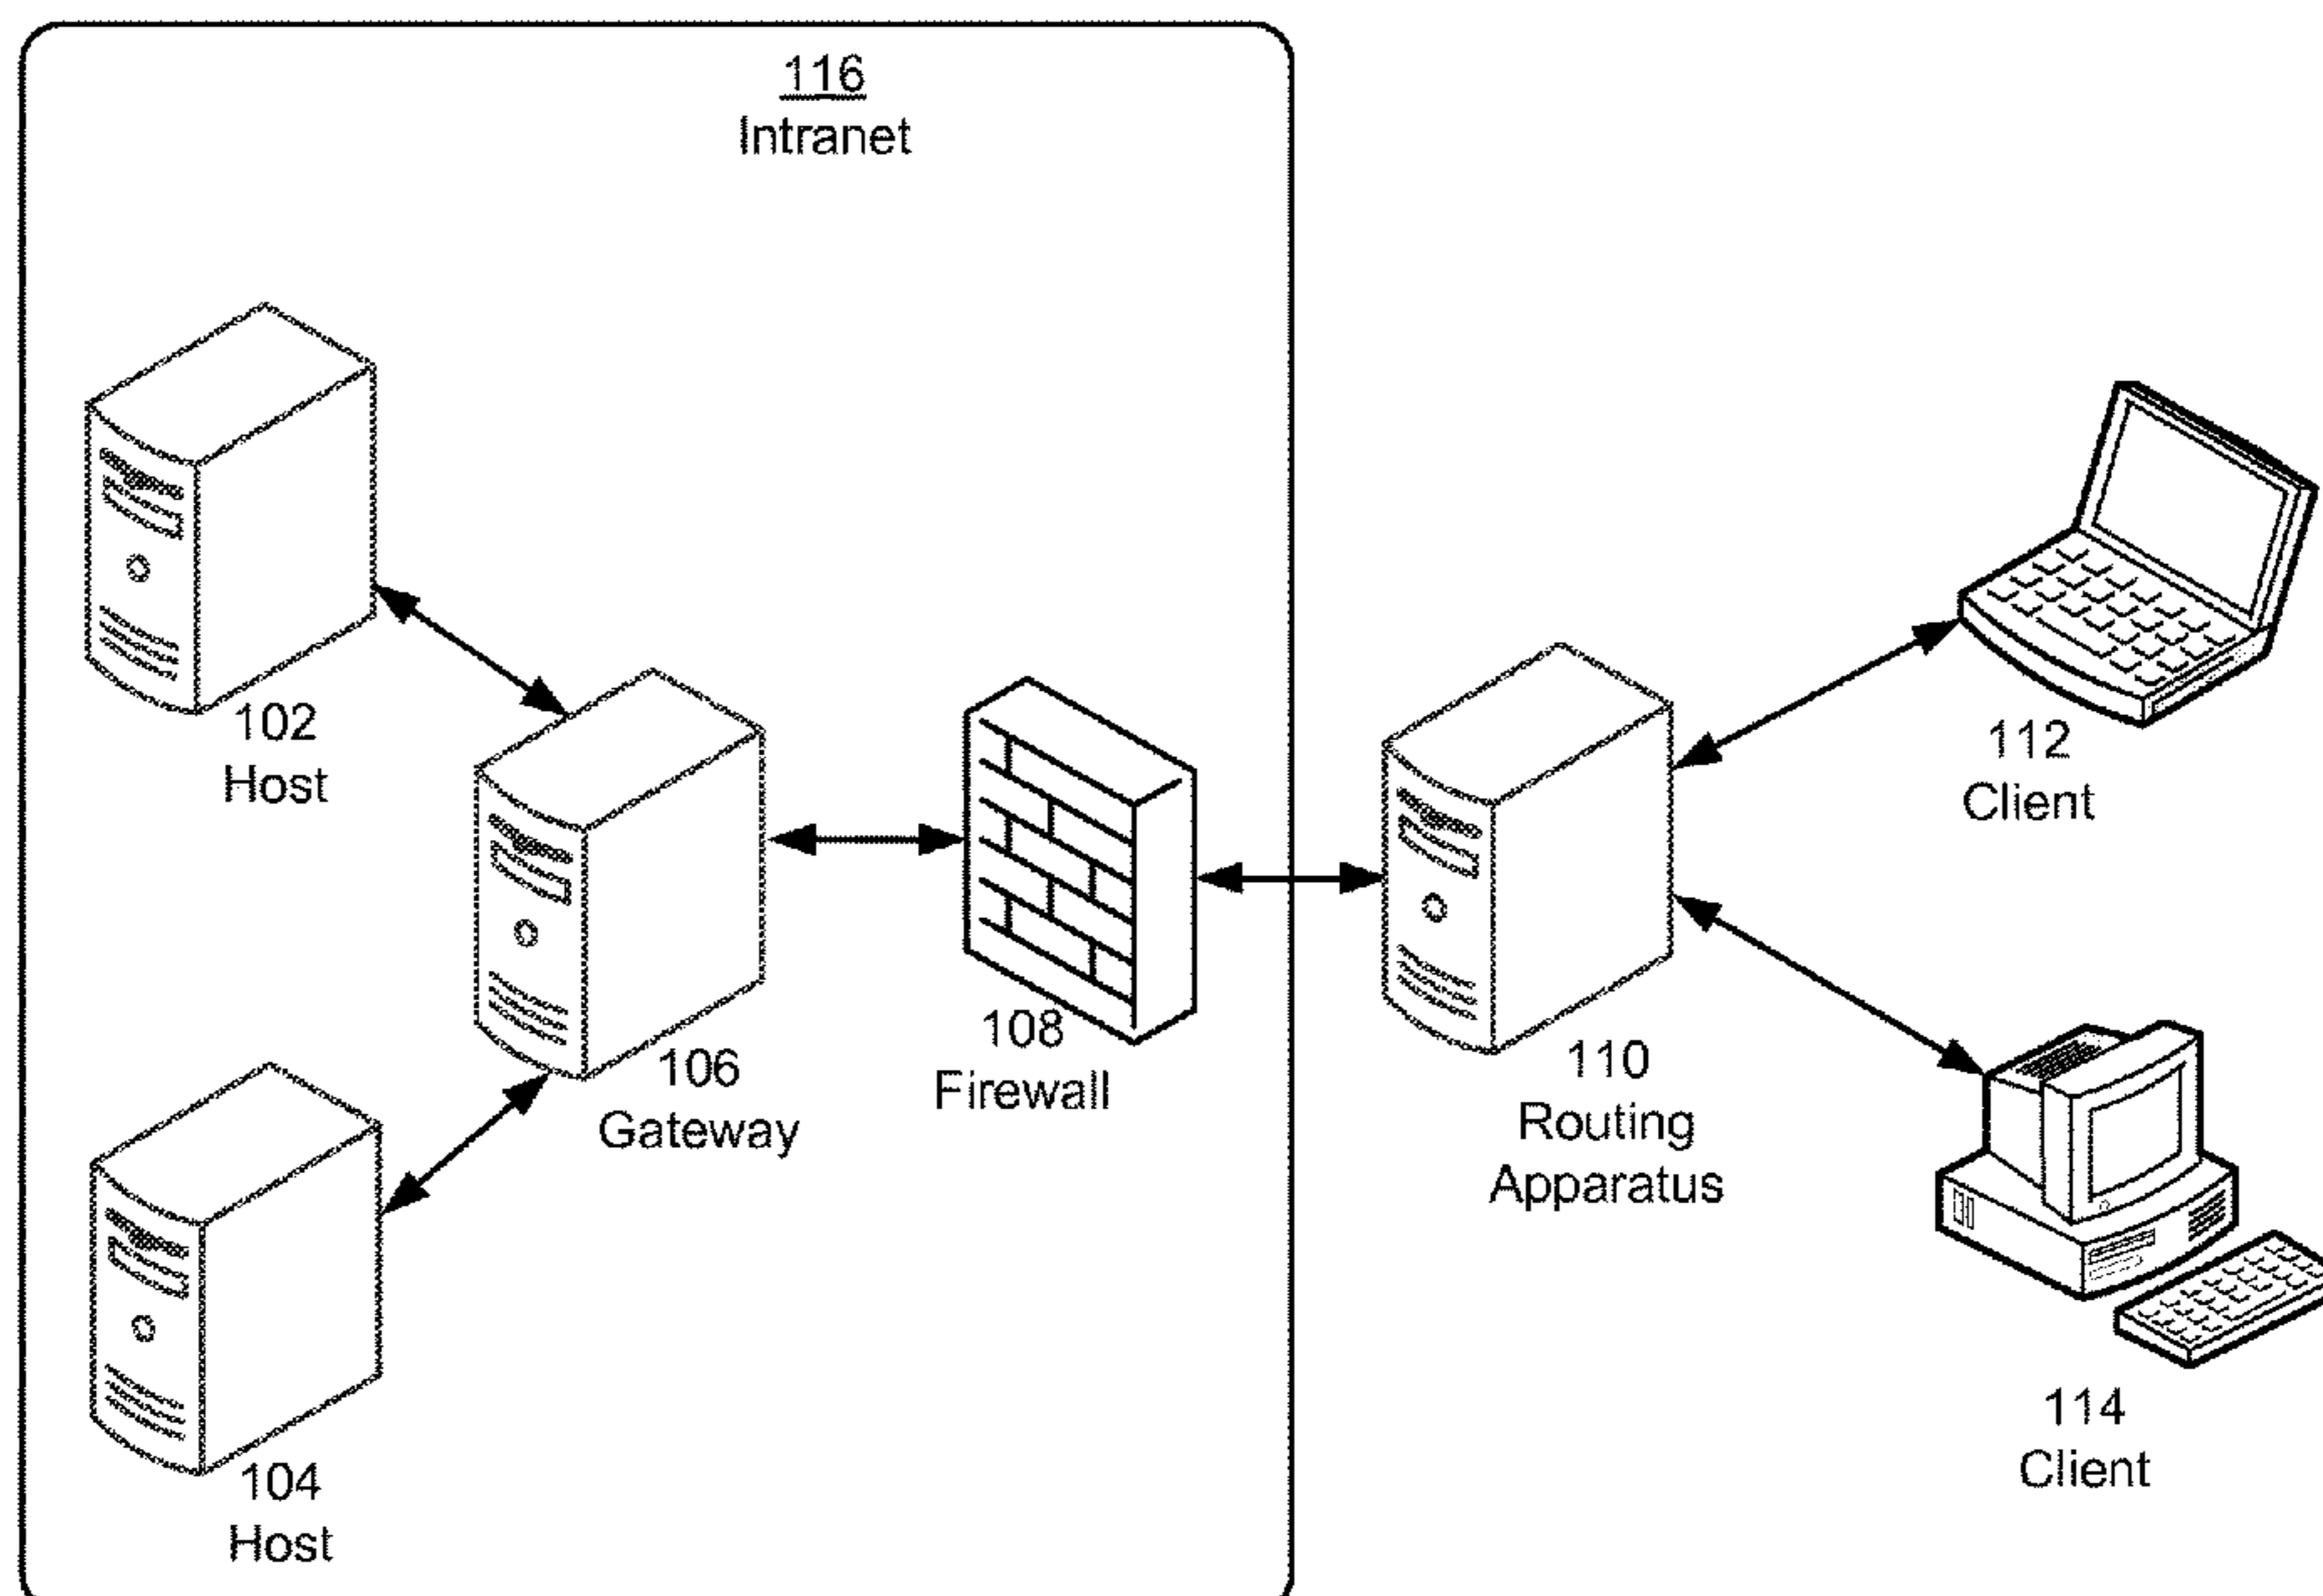 116
Intranet
102
Host
106
Gateway
108
Firewall
104
Host
110
Routing
Apparatus
112
Client
114
Client